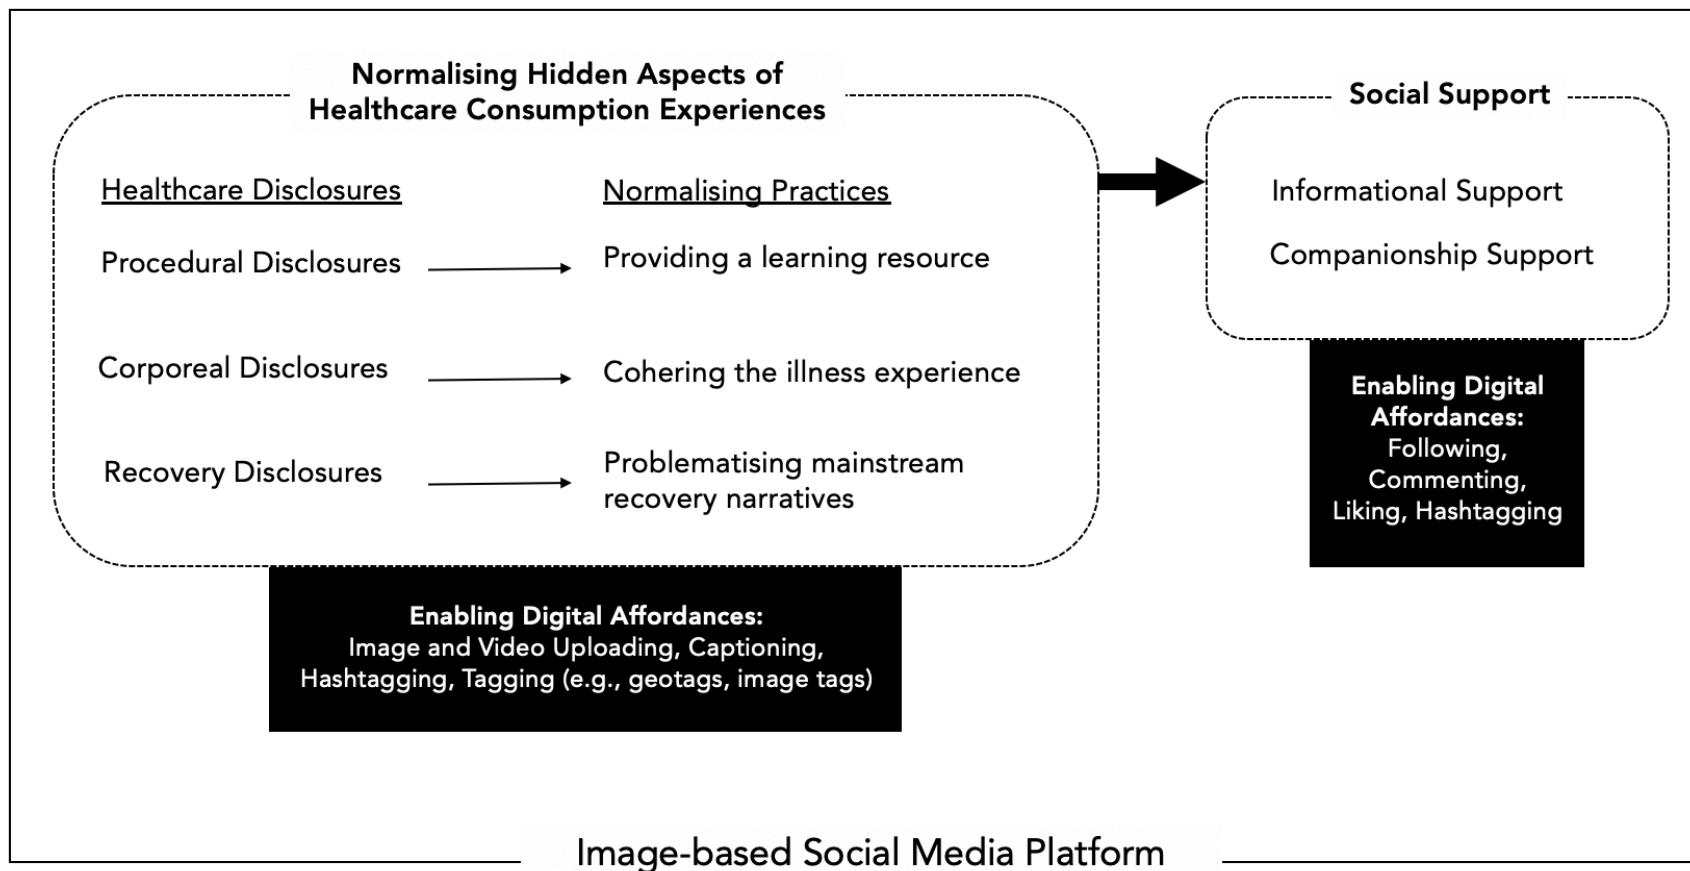 Normalising Hidden Aspects of
Healthcare Consumption Experiences
Healthcare Disclosures
Normalising Practices
Procedural Disclosures
Providing a learning resource
Corporeal Disclosures
Cohering the illness experience
Recovery Disclosures
Problematising mainstream
recovery narratives
Enabling Digital Affordances:
Image and Video Uploading, Captioning,
Hashtagging, Tagging (e.g., geotags, image tags)
Social Support
Informational Support
Companionship Support
Enabling Digital
Affordances:
Following,
Commenting,
Liking, Hashtagging
Image-based Social Media Platform